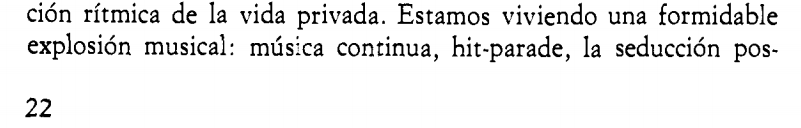 ción rítmica de la vida privada. Estamos viviendo una formidable
explosión musical: música continua, hit-parade, la seducción pos-
22